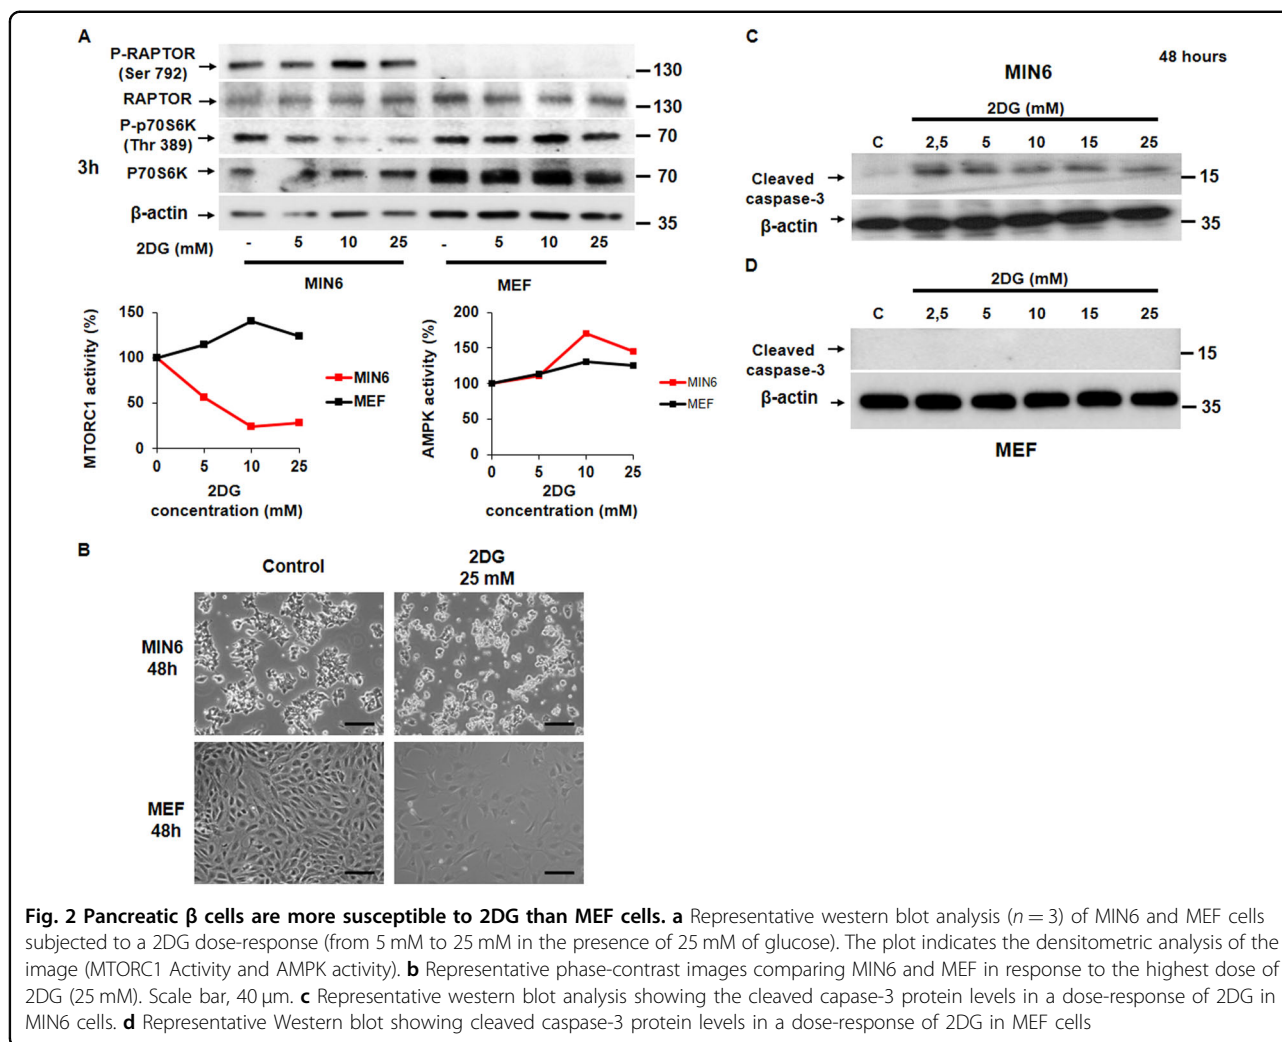 A
P-RAPTOR
(Ser 792)
130
RAPTOR
130
P-p70S6K
(Thr 389)
70
3h
P70S6K
70
β-actin
35
2DG (mM)
- 5 10 25 - 5 10 25
MIN6 MEF
MTORC1 activity (%)
150
100
50
0
0 5 10 25
2DG
concentration (mM)
MIN6
MEF
AMPK activity (%)
200
150
100
50
0
0 5 10 25
2DG
concentration (mM)
MIN6
MEF
B
Control
2DG
25 mM
MIN6
48h
MEF
48h
C
48 hours
MIN6
2DG (mM)
C 2,5 5 10 15 25
Cleaved
caspase-3
15
β-actin
35
D
2DG (mM)
C 2,5 5 10 15 25
Cleaved
caspase-3
15
β-actin
35
MEF
Fig. 2 Pancreatic β cells are more susceptible to 2DG than MEF cells. a Representative western blot analysis (n = 3) of MIN6 and MEF cells
subjected to a 2DG dose-response (from 5 mM to 25 mM in the presence of 25 mM of glucose). The plot indicates the densitometric analysis of the
image (MTORC1 Activity and AMPK activity). b Representative phase-contrast images comparing MIN6 and MEF in response to the highest dose of
2DG (25 mM). Scale bar, 40 μm. c Representative western blot analysis showing the cleaved capase-3 protein levels in a dose-response of 2DG in
MIN6 cells. d Representative Western blot showing cleaved caspase-3 protein levels in a dose-response of 2DG in MEF cells